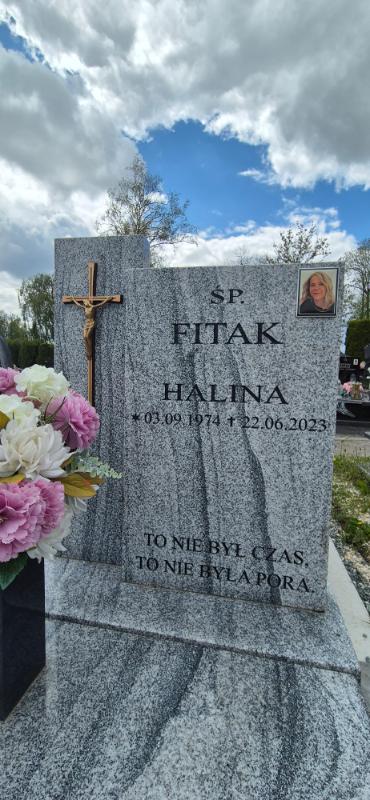 ŚP.
FITAK
HALINA
* 03.09.1974 ✝ 22.06.2023
TO NIE BYŁ CZAS,
TO NIE BYŁA PORA.